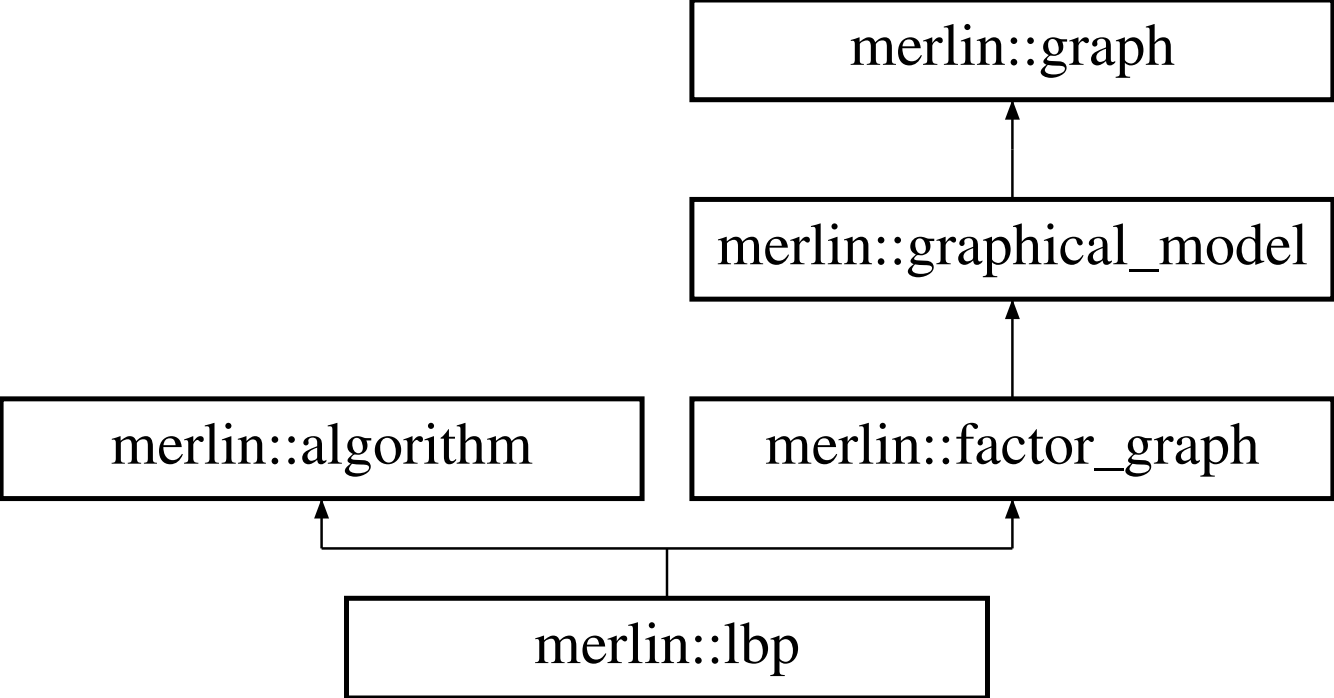 merlin::graph
merlin::graphical_model
merlin::algorithm
merlin::factor_graph
merlin::lbp